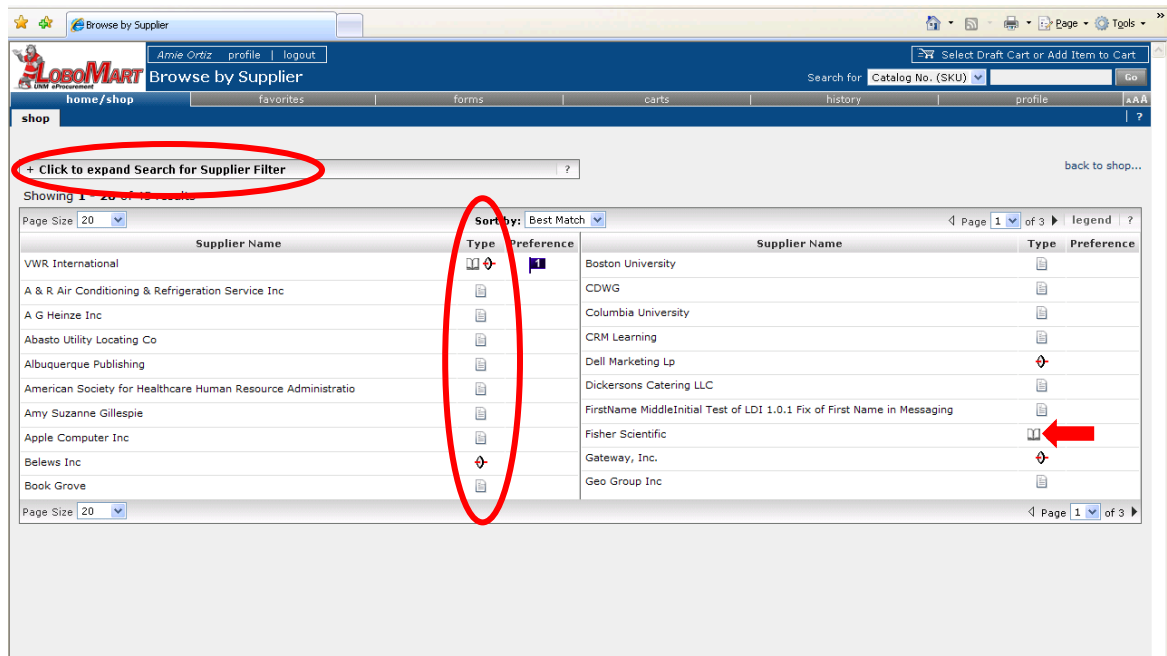 Browse by Supplier
Page
Tools
»
LOBOMART
UNM eProcurement
Amie Ortiz profile | logout
Select Draft Cart or Add Item to Cart
Browse by Supplier
Search for Catalog No. (SKU) Go
home/shop favorites | forms | carts | history | profile AAA
shop | ?
+ Click to expand Search for Supplier Filter ?
back to shop...
Showing 1 - 20 of results
Page Size 20 Sort by: Best Match Page 1 of 3 legend ?
Supplier Name Type Preference Supplier Name Type Preference
VWR International 1 Boston University
A & R Air Conditioning & Refrigeration Service Inc CDWG
A G Heinze Inc Columbia University
Abasto Utility Locating Co CRM Learning
Albuquerque Publishing Dell Marketing Lp
American Society for Healthcare Human Resource Administratio Dickersons Catering LLC
Amy Suzanne Gillespie FirstName MiddleInitial Test of LDI 1.0.1 Fix of First Name in Messaging
Apple Computer Inc Fisher Scientific
Belews Inc Gateway, Inc.
Book Grove Geo Group Inc
Page Size 20 Page 1 of 3